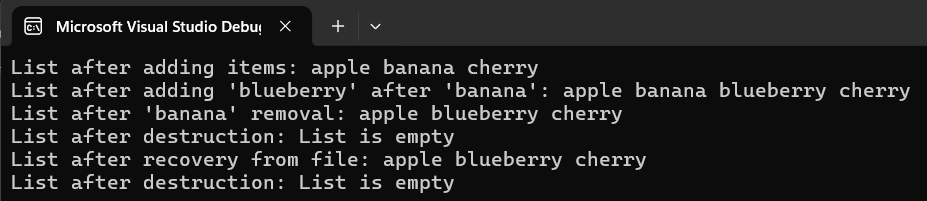 Microsoft Visual Studio Debu
List after adding items: apple banana cherry
List after adding 'blueberry' after 'banana': apple banana blueberry cherry
List after 'banana' removal: apple blueberry cherry
List after destruction: List is empty
List after recovery from file: apple blueberry cherry
List after destruction: List is empty